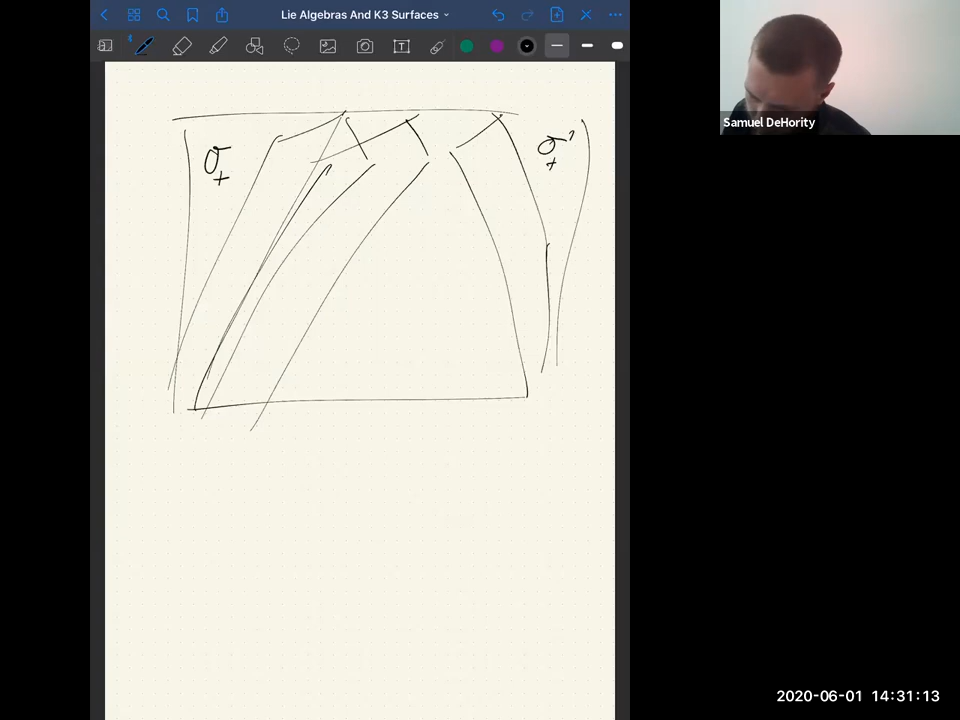 Lie Algebras And K3 Surfaces
T
σ₊
σ₊'
Samuel DeHority
2020-06-01 14:31:13